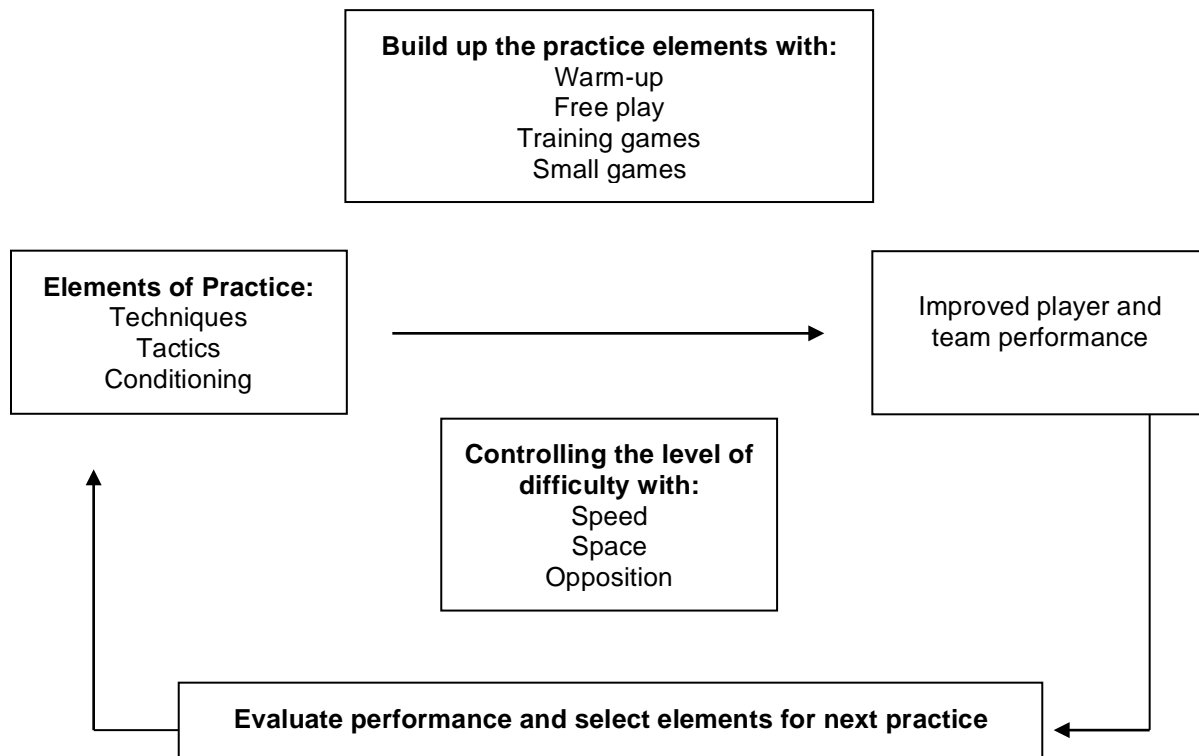 Build up the practice elements with:
Warm-up
Free play
Training games
Small games
Elements of Practice:
Techniques
Tactics
Conditioning
Improved player and
team performance
Controlling the level of
difficulty with:
Speed
Space
Opposition
Evaluate performance and select elements for next practice